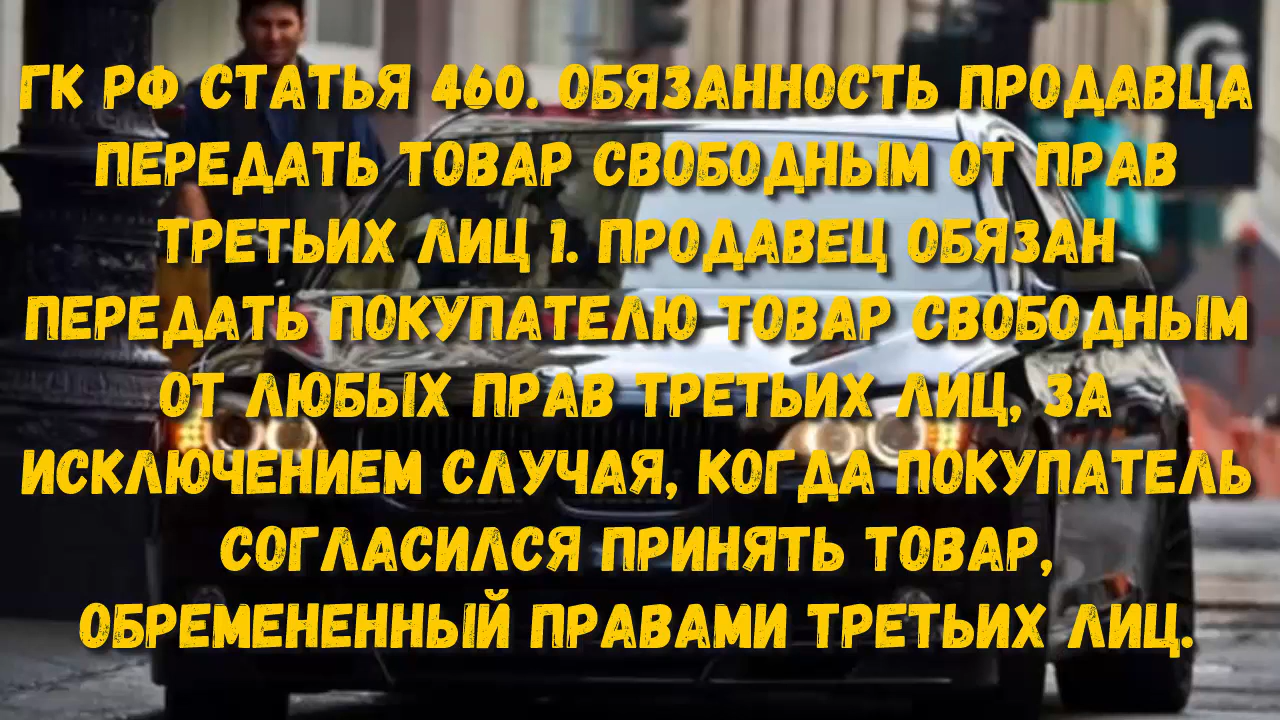 ГК РФ СТАТЬЯ 460. ОБЯЗАННОСТЬ ПРОДАВЦА
ПЕРЕДАТЬ ТОВАР СВОБОДНЫМ ОТ ПРАВ
ТРЕТЬИХ ЛИЦ 1. ПРОДАВЕЦ ОБЯЗАН
ПЕРЕДАТЬ ПОКУПАТЕЛЮ ТОВАР СВОБОДНЫМ
ОТ ЛЮБЫХ ПРАВ ТРЕТЬИХ ЛИЦ, ЗА
ИСКЛЮЧЕНИЕМ СЛУЧАЯ, КОГДА ПОКУПАТЕЛЬ
СОГЛАСИЛСЯ ПРИНЯТЬ ТОВАР,
ОБРЕМЕНЕННЫЙ ПРАВАМИ ТРЕТЬИХ ЛИЦ.